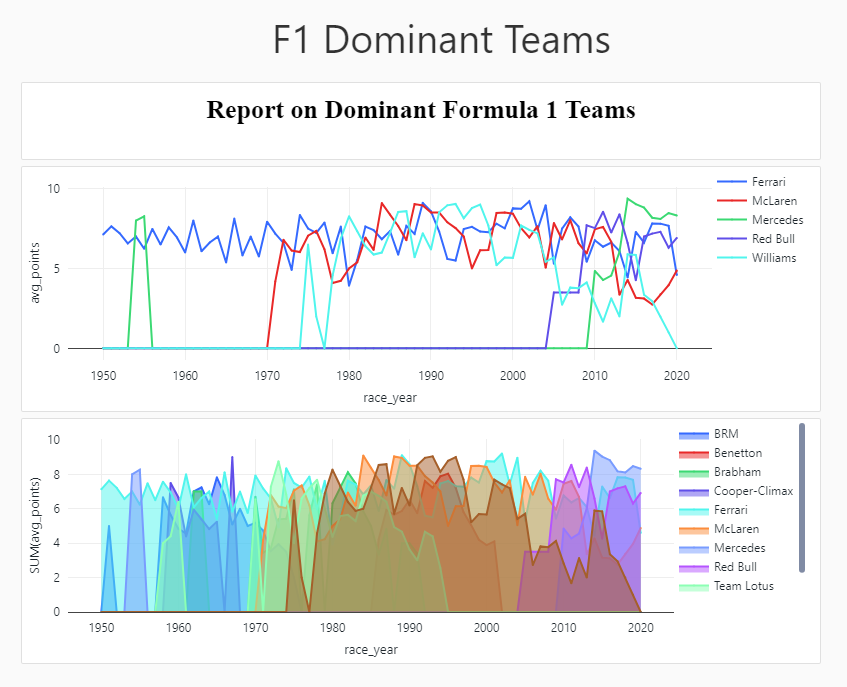 F1 Dominant Teams
Report on Dominant Formula 1 Teams
10
5
0
avg_points
1950 1960 1970 1980 1990 2000 2010 2020
race_year
Ferrari
McLaren
Mercedes
Red Bull
Williams
10
8
6
4
2
0
SUM(avg_points)
1950 1960 1970 1980 1990 2000 2010 2020
race_year
BRM
Benetton
Brabham
Cooper-Climax
Ferrari
McLaren
Mercedes
Red Bull
Team Lotus